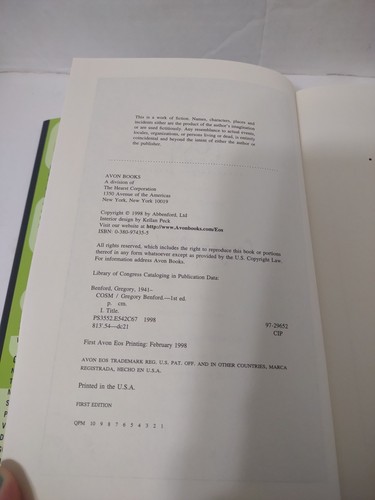 This is a work of fiction. Names, characters, places and
incidents either are the product of the author's imagination
or are used fictitiously. Any resemblance to actual events,
locales, organizations, or persons living or dead, is entirely
coincidental and beyond the intent of either the author or
the publisher.
AVON BOOKS
A division of
The Hearst Corporation
1350 Avenue of the Americas
New York, New York 10019
Copyright © 1998 by Abbenford, Ltd
Interior design by Kellan Peck
Visit our website at http://www.AvonBooks.com/Eos
ISBN: 0-380-97435-5
All rights reserved, which includes the right to reproduce this book or portions
thereof in any form whatsoever except as provided by the U.S. Copyright Law.
For information address Avon Books.
Library of Congress Cataloging in Publication Data:
Benford, Gregory, 1941–
COSM / Gregory Benford.—1st ed.
p. cm.
I. Title.
PS3552.E542C67 1998
813'.54—dc21 97-29652
CIP
First Avon Eos Printing: February 1998
AVON EOS TRADEMARK REG. U.S. PAT. OFF. AND IN OTHER COUNTRIES, MARCA
REGISTRADA, HECHO EN U.S.A.
Printed in the U.S.A.
FIRST EDITION
QPM 10 9 8 7 6 5 4 3 2 1